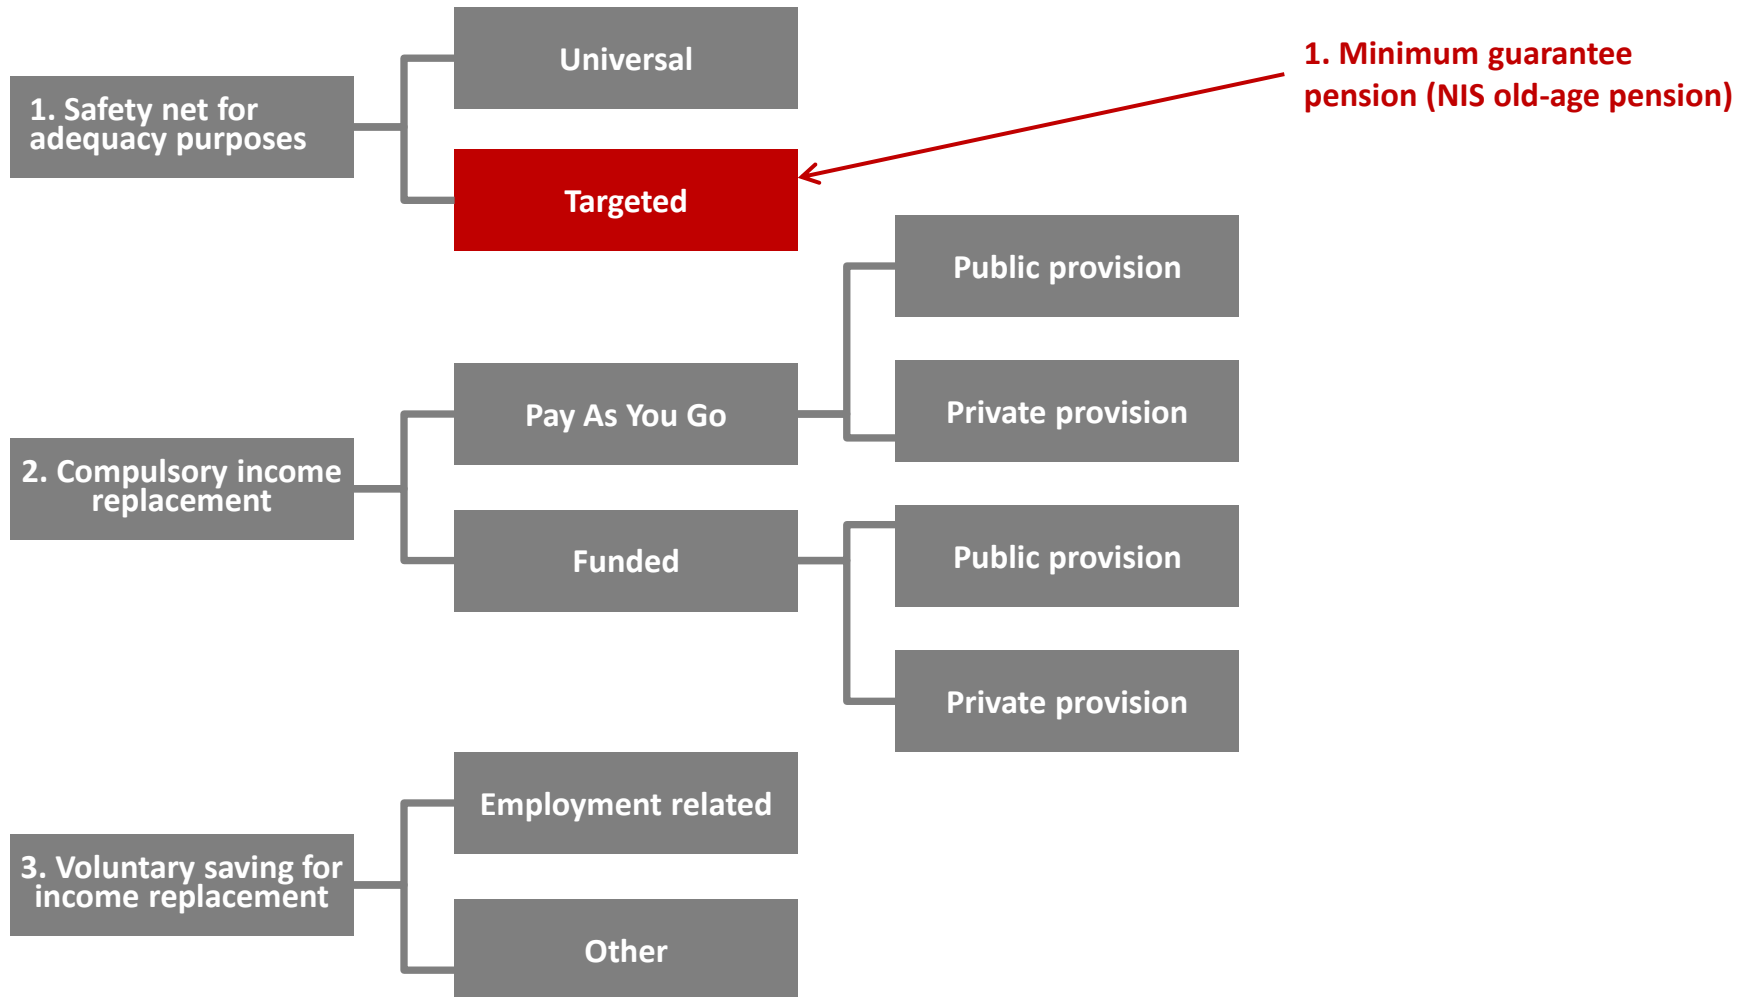 Universal
1. Safety net for
adequacy purposes
Targeted
1. Minimum guarantee
pension (NIS old-age pension)
Public provision
Pay As You Go
Private provision
2. Compulsory income
replacement
Funded
Public provision
Private provision
Employment related
3. Voluntary saving for
income replacement
Other